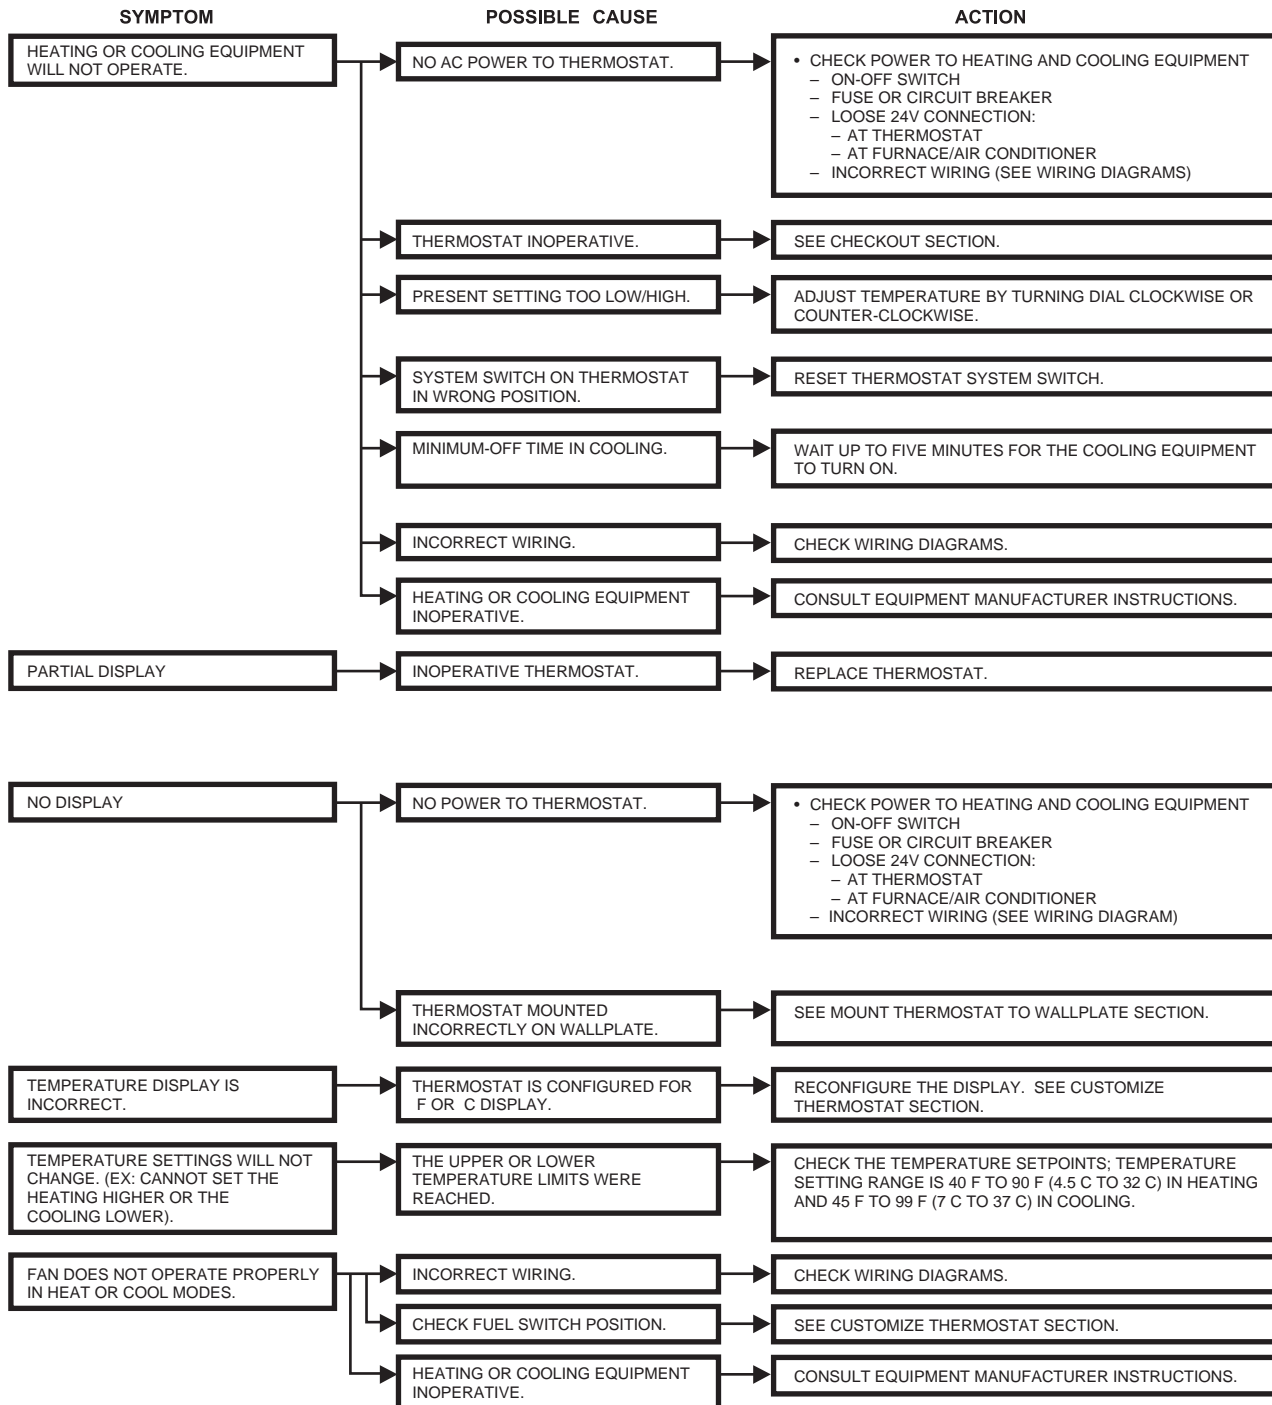 SYMPTOM
POSSIBLE CAUSE
ACTION
HEATING OR COOLING EQUIPMENT
WILL NOT OPERATE.
NO AC POWER TO THERMOSTAT.
• CHECK POWER TO HEATING AND COOLING EQUIPMENT
– ON-OFF SWITCH
– FUSE OR CIRCUIT BREAKER
– LOOSE 24V CONNECTION:
– AT THERMOSTAT
– AT FURNACE/AIR CONDITIONER
– INCORRECT WIRING (SEE WIRING DIAGRAMS)
THERMOSTAT INOPERATIVE.
SEE CHECKOUT SECTION.
PRESENT SETTING TOO LOW/HIGH.
ADJUST TEMPERATURE BY TURNING DIAL CLOCKWISE OR
COUNTER-CLOCKWISE.
SYSTEM SWITCH ON THERMOSTAT
IN WRONG POSITION.
RESET THERMOSTAT SYSTEM SWITCH.
MINIMUM-OFF TIME IN COOLING.
WAIT UP TO FIVE MINUTES FOR THE COOLING EQUIPMENT
TO TURN ON.
INCORRECT WIRING.
CHECK WIRING DIAGRAMS.
HEATING OR COOLING EQUIPMENT
INOPERATIVE.
CONSULT EQUIPMENT MANUFACTURER INSTRUCTIONS.
PARTIAL DISPLAY
INOPERATIVE THERMOSTAT.
REPLACE THERMOSTAT.
NO DISPLAY
NO POWER TO THERMOSTAT.
• CHECK POWER TO HEATING AND COOLING EQUIPMENT
– ON-OFF SWITCH
– FUSE OR CIRCUIT BREAKER
– LOOSE 24V CONNECTION:
– AT THERMOSTAT
– AT FURNACE/AIR CONDITIONER
– INCORRECT WIRING (SEE WIRING DIAGRAM)
THERMOSTAT MOUNTED
INCORRECTLY ON WALLPLATE.
SEE MOUNT THERMOSTAT TO WALLPLATE SECTION.
TEMPERATURE DISPLAY IS
INCORRECT.
THERMOSTAT IS CONFIGURED FOR
F OR C DISPLAY.
RECONFIGURE THE DISPLAY. SEE CUSTOMIZE
THERMOSTAT SECTION.
TEMPERATURE SETTINGS WILL NOT
CHANGE. (EX: CANNOT SET THE
HEATING HIGHER OR THE
COOLING LOWER).
THE UPPER OR LOWER
TEMPERATURE LIMITS WERE
REACHED.
CHECK THE TEMPERATURE SETPOINTS; TEMPERATURE
SETTING RANGE IS 40 F TO 90 F (4.5 C TO 32 C) IN HEATING
AND 45 F TO 99 F (7 C TO 37 C) IN COOLING.
FAN DOES NOT OPERATE PROPERLY
IN HEAT OR COOL MODES.
INCORRECT WIRING.
CHECK WIRING DIAGRAMS.
CHECK FUEL SWITCH POSITION.
SEE CUSTOMIZE THERMOSTAT SECTION.
HEATING OR COOLING EQUIPMENT
INOPERATIVE.
CONSULT EQUIPMENT MANUFACTURER INSTRUCTIONS.